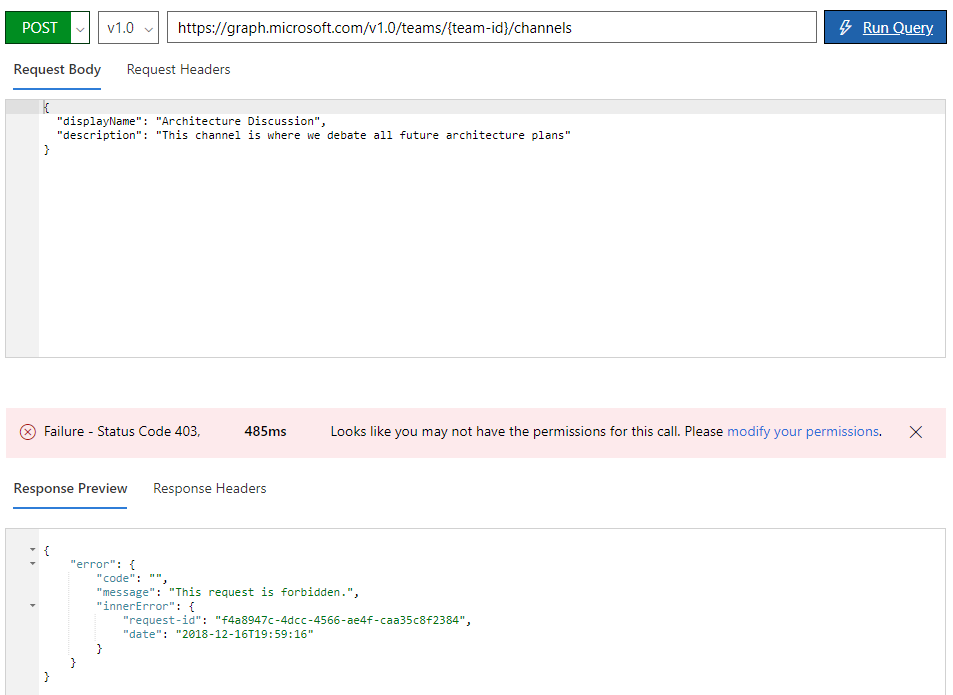 POST v1.0 https://graph.microsoft.com/v1.0/teams/{team-id}/channels Run Query
Request Body Request Headers
{
"displayName": "Architecture Discussion",
"description": "This channel is where we debate all future architecture plans"
}
Failure - Status Code 403, 485ms Looks like you may not have the permissions for this call. Please modify your permissions.
Response Preview Response Headers
{
"error": {
"code": "",
"message": "This request is forbidden.",
"innerError": {
"request-id": "f4a8947c-4dcc-4566-ae4f-caa35c8f2384",
"date": "2018-12-16T19:59:16"
}
}
}